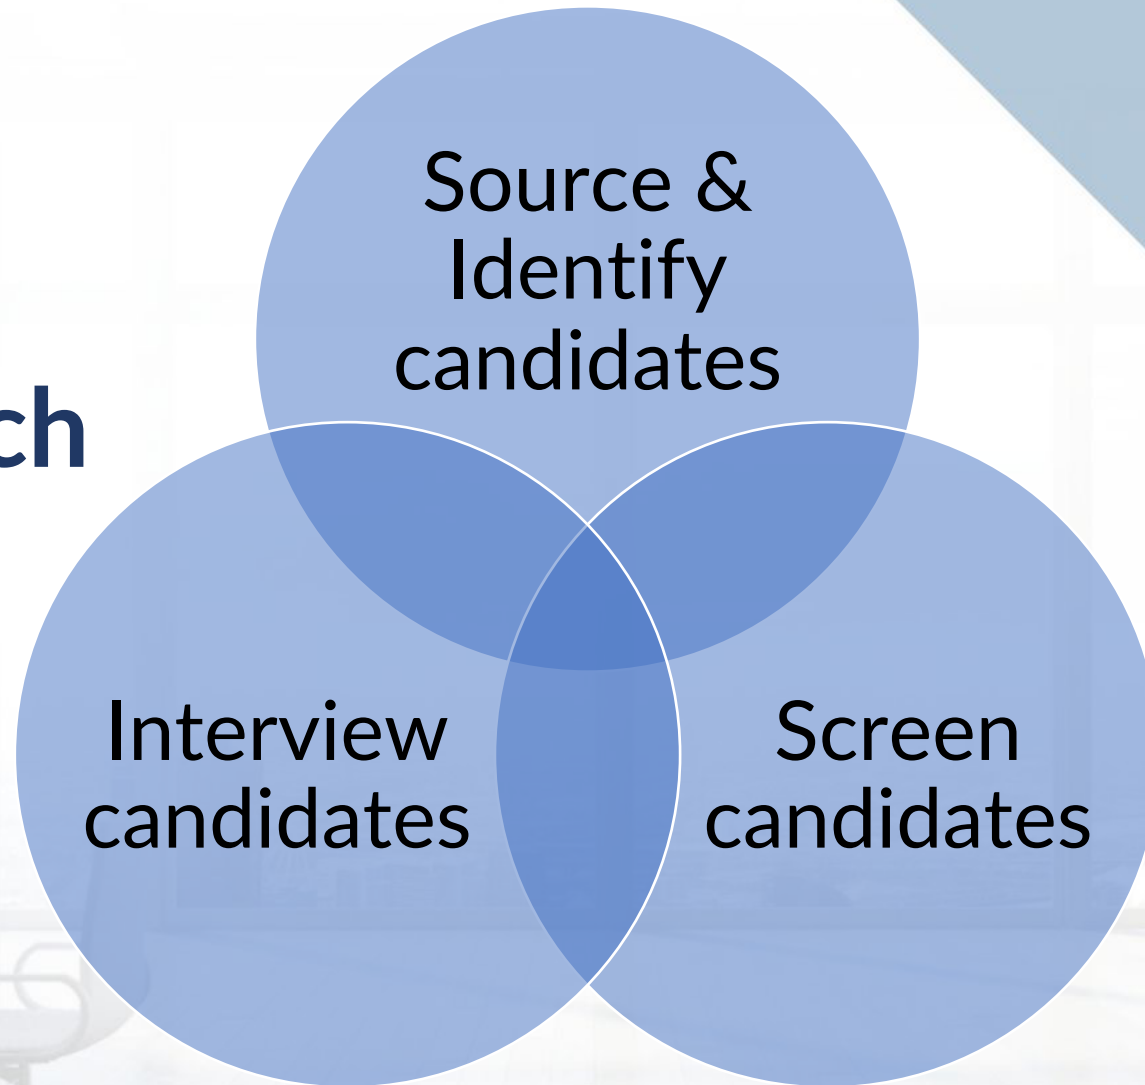 Source &
Identify
candidates
ch
Interview
candidates
Screen
candidates